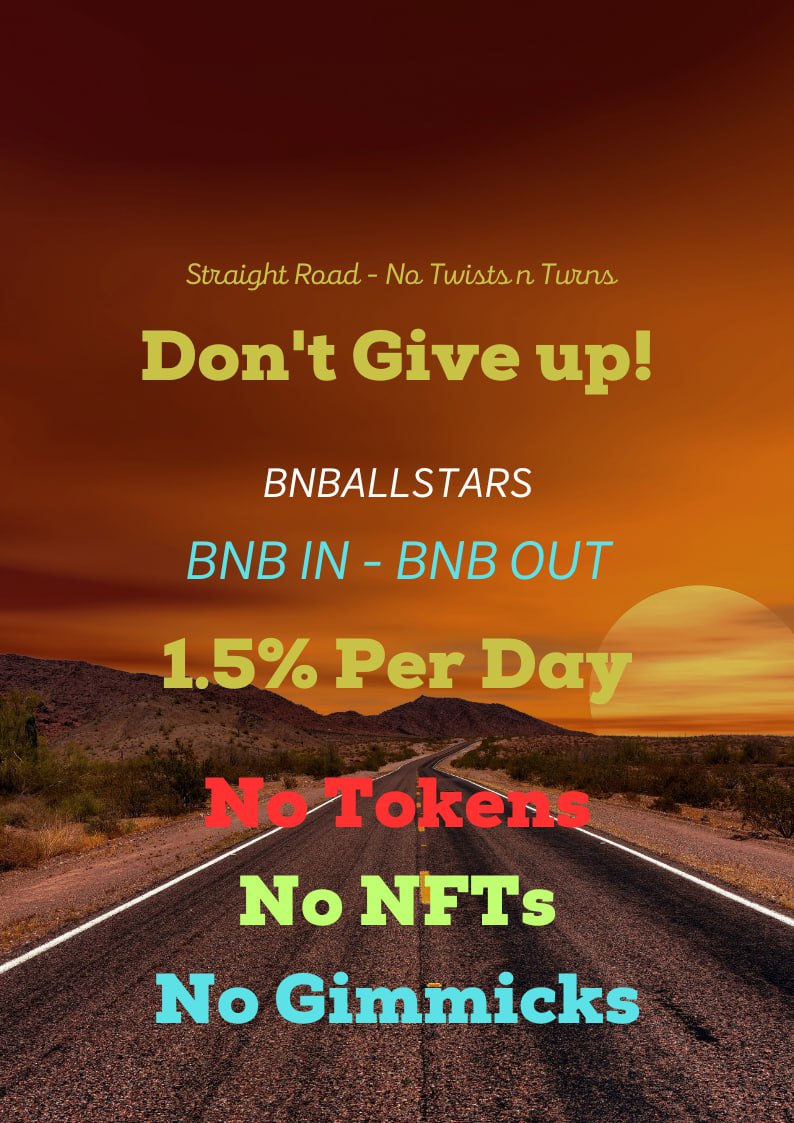 Straight Road - No Twists n Turns
Don't Give up!
BNBALLSTARS
BNB IN - BNB OUT
1.5% Per Day
No Tokens
No NFTs
No Gimmicks